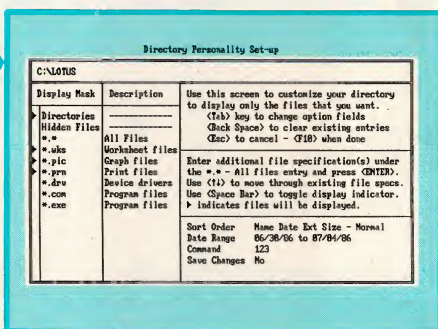 Directory Personality Set-up
C:\LOTUS
Display Mask
Description
Directories
Hidden Files
*.* All Files
*.wks Worksheet files
*.pic Graph files
*.prn Print files
*.drv Device drivers
*.com Program files
*.exe Program files
Use this screen to customize your directory
to display only the files that you want.
<Tab> key to change option fields
<Back Space> to clear existing entries
<Esc> to cancel - <F10> when done
Enter additional file specification(s) under
the *.* - All files entry and press <ENTER>.
Use <↑↓> to move through existing file specs.
Use <Space Bar> to toggle display indicator.
▶ indicates files will be displayed.
Sort Order Name Date Ext Size - Normal
Date Range 06/30/86 to 07/04/86
Command 123
Save Changes No